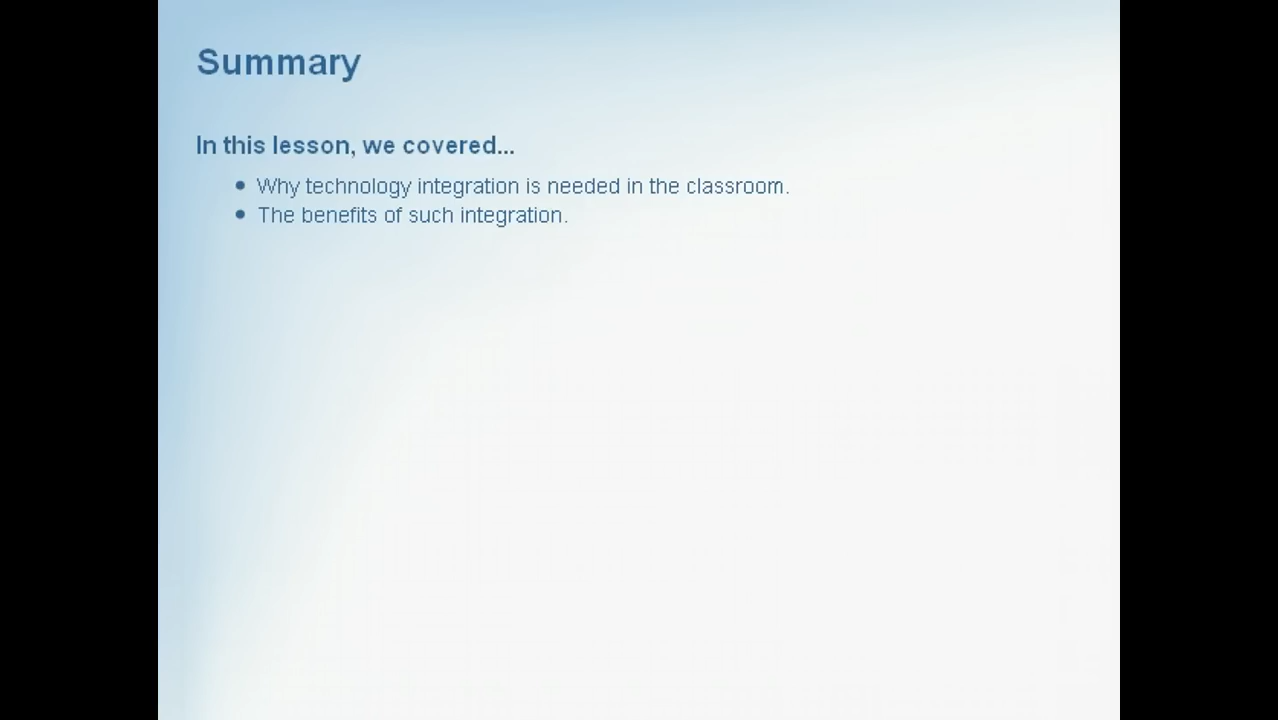 Summary
In this lesson, we covered...
• Why technology integration is needed in the classroom.
• The benefits of such integration.